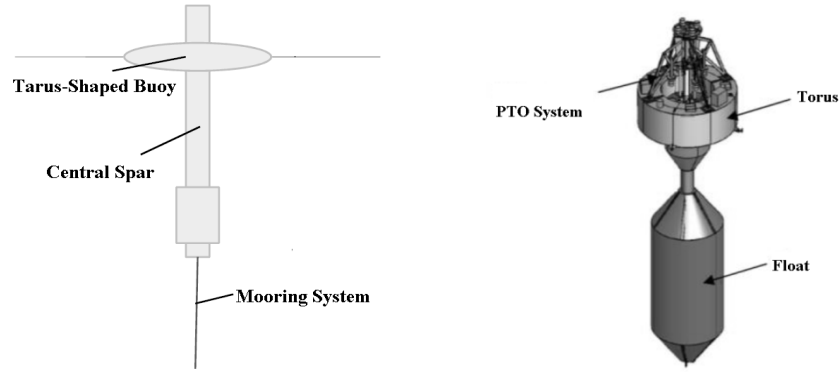 Tarus-Shaped Buoy
Central Spar
Mooring System
PTO System
Torus
Float